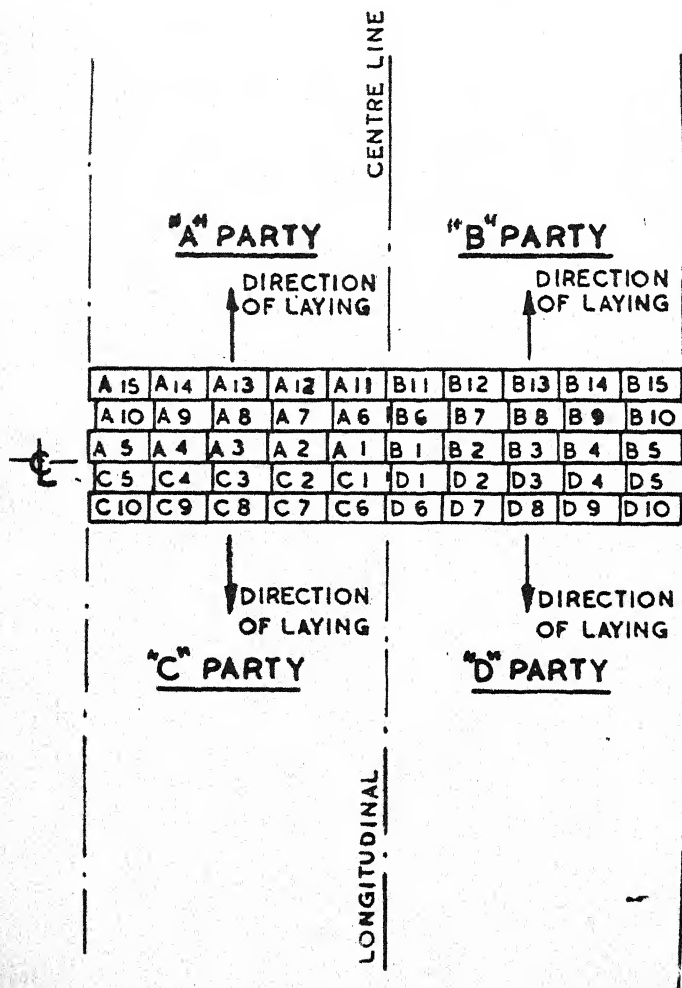 CENTRE LINE
"A" PARTY
"B" PARTY
DIRECTION
OF LAYING
DIRECTION
OF LAYING
A 15 A 14 A 13 A 12 A 11 B 11 B 12 B 13 B 14 B 15
A 10 A 9 A 8 A 7 A 6 B 6 B 7 B 8 B 9 B 10
A 5 A 4 A 3 A 2 A 1 B 1 B 2 B 3 B 4 B 5
C 5 C 4 C 3 C 2 C 1 D 1 D 2 D 3 D 4 D 5
C 10 C 9 C 8 C 7 C 6 D 6 D 7 D 8 D 9 D 10
℄
DIRECTION
OF LAYING
DIRECTION
OF LAYING
"C" PARTY
"D" PARTY
LONGITUDINAL